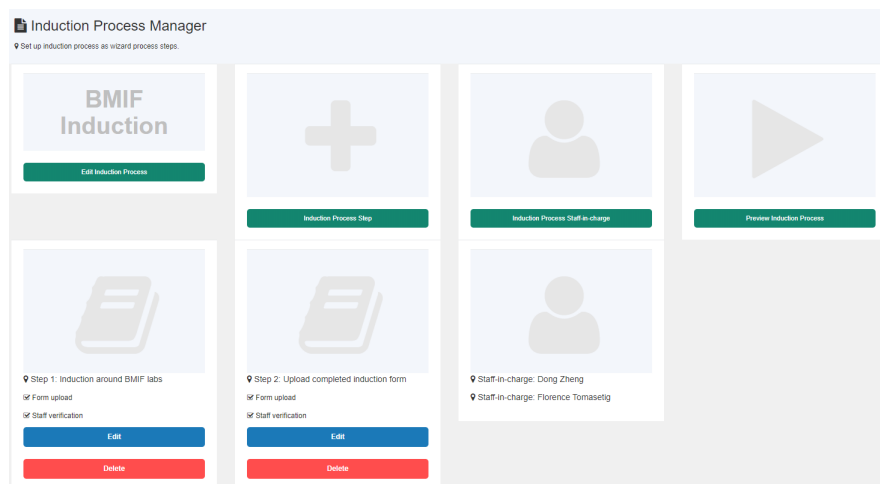 Induction Process Manager
Set up induction process as wizard process steps.
BMIF
Induction
Edit Induction Process
Induction Process Step
Induction Process Staff-in-charge
Preview Induction Process
Step 1: Induction around BMIF labs
Form upload
Staff verification
Edit
Delete
Step 2: Upload completed induction form
Form upload
Staff verification
Edit
Delete
Staff-in-charge: Dong Zheng
Staff-in-charge: Florence Tomasetig